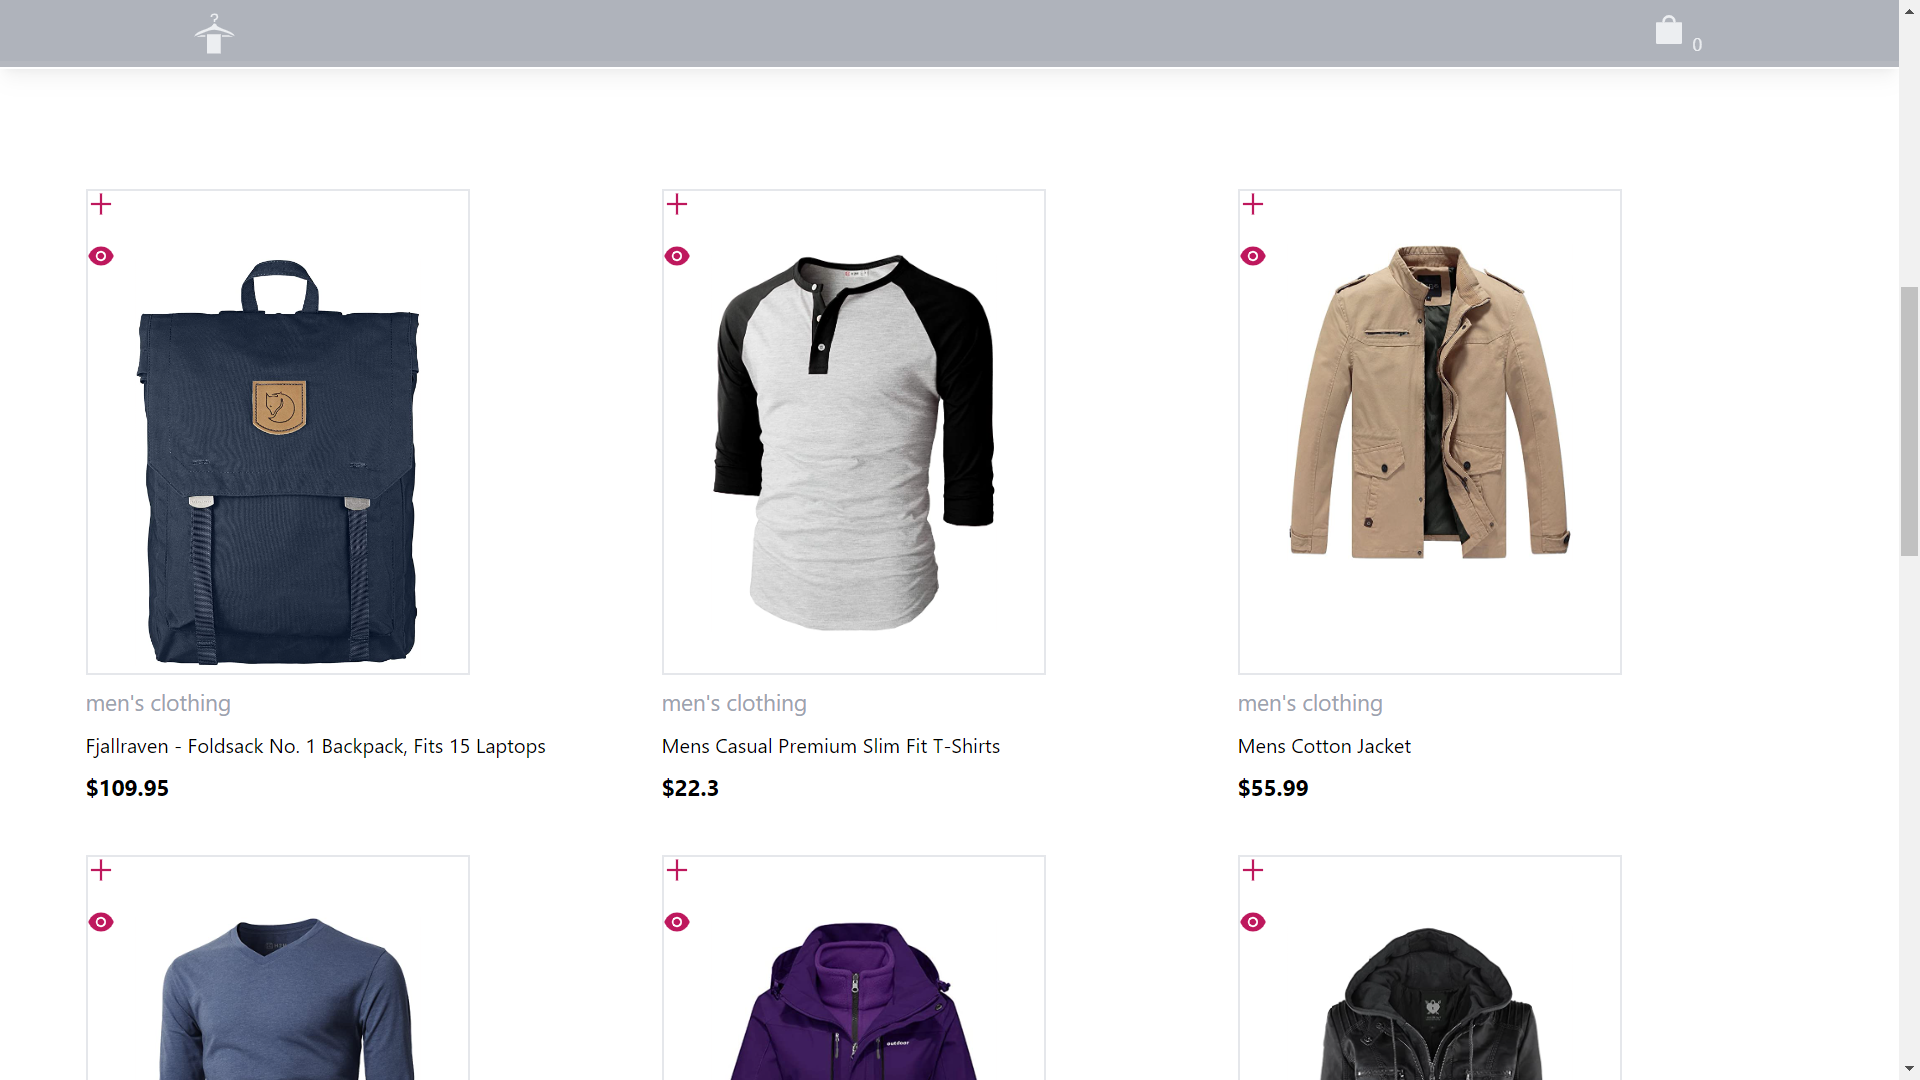 0
men's clothing
men's clothing
men's clothing
Fjallraven - Foldsack No. 1 Backpack, Fits 15 Laptops
Mens Casual Premium Slim Fit T-Shirts
Mens Cotton Jacket
$109.95
$22.3
$55.99
outdoor